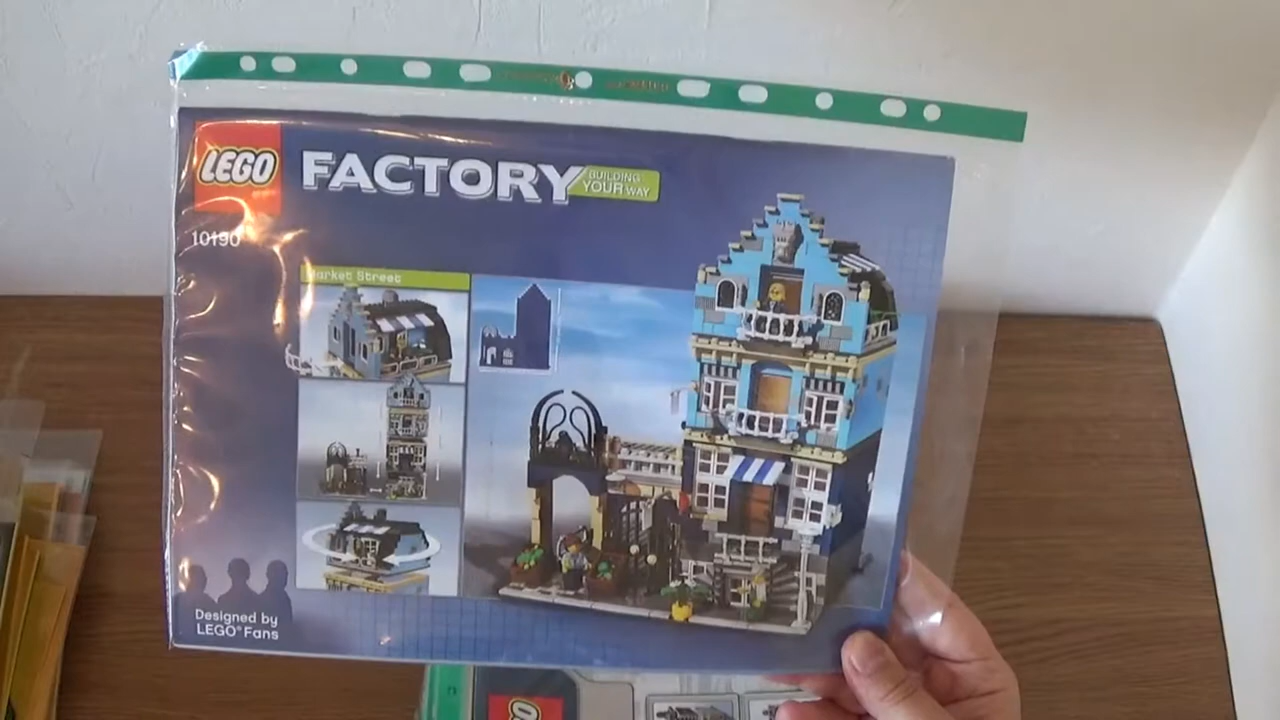 LEGO
FACTORY
BUILDING
YOUR WAY
10190
Market Street
Designed by
LEGO® Fans